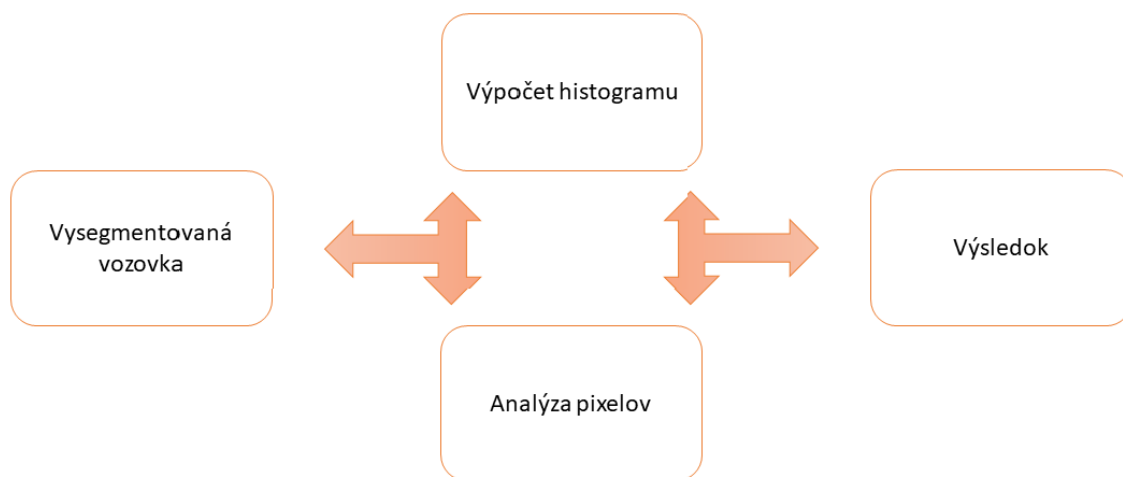 Výpočet histogramu
Vysegmentovaná
vozovka
Výsledok
Analýza pixelov